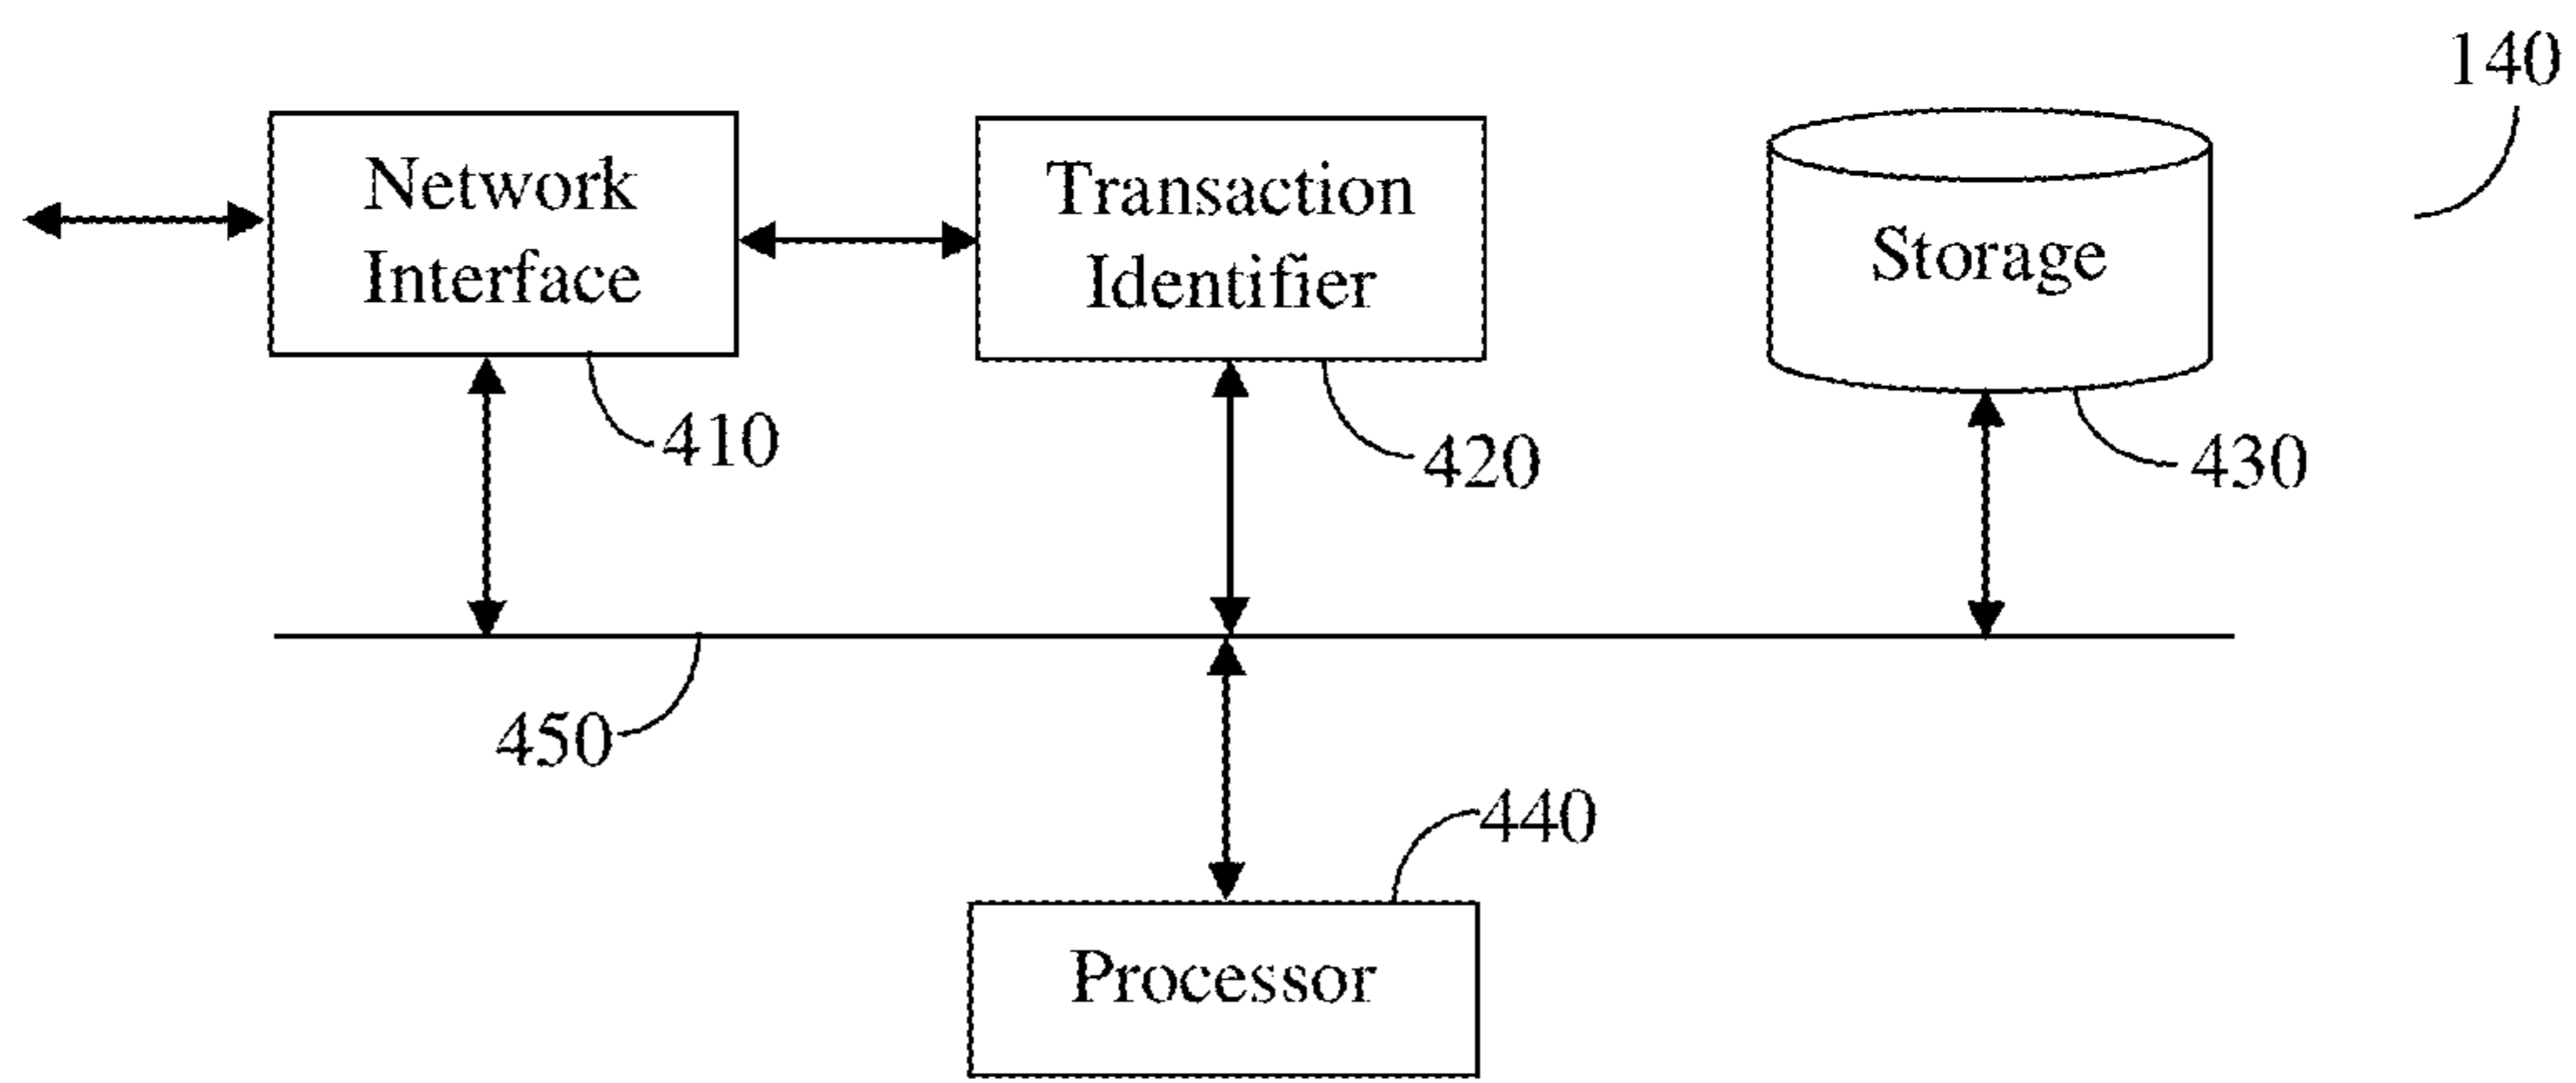 140
Network
Interface
Transaction
Identifier
Storage
410
420
430
450
440
Processor